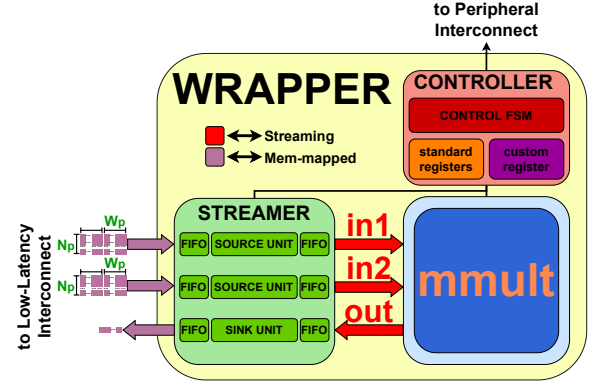 to Peripheral
Interconnect
WRAPPER
CONTROLLER
CONTROL FSM
standard
registers
custom
register
Streaming
Mem-mapped
STREAMER
to Low-Latency
Interconnect
Wp
Np
FIFO SOURCE UNIT FIFO
in1
Wp
Np
FIFO SOURCE UNIT FIFO
in2
FIFO SINK UNIT FIFO
out
mmult